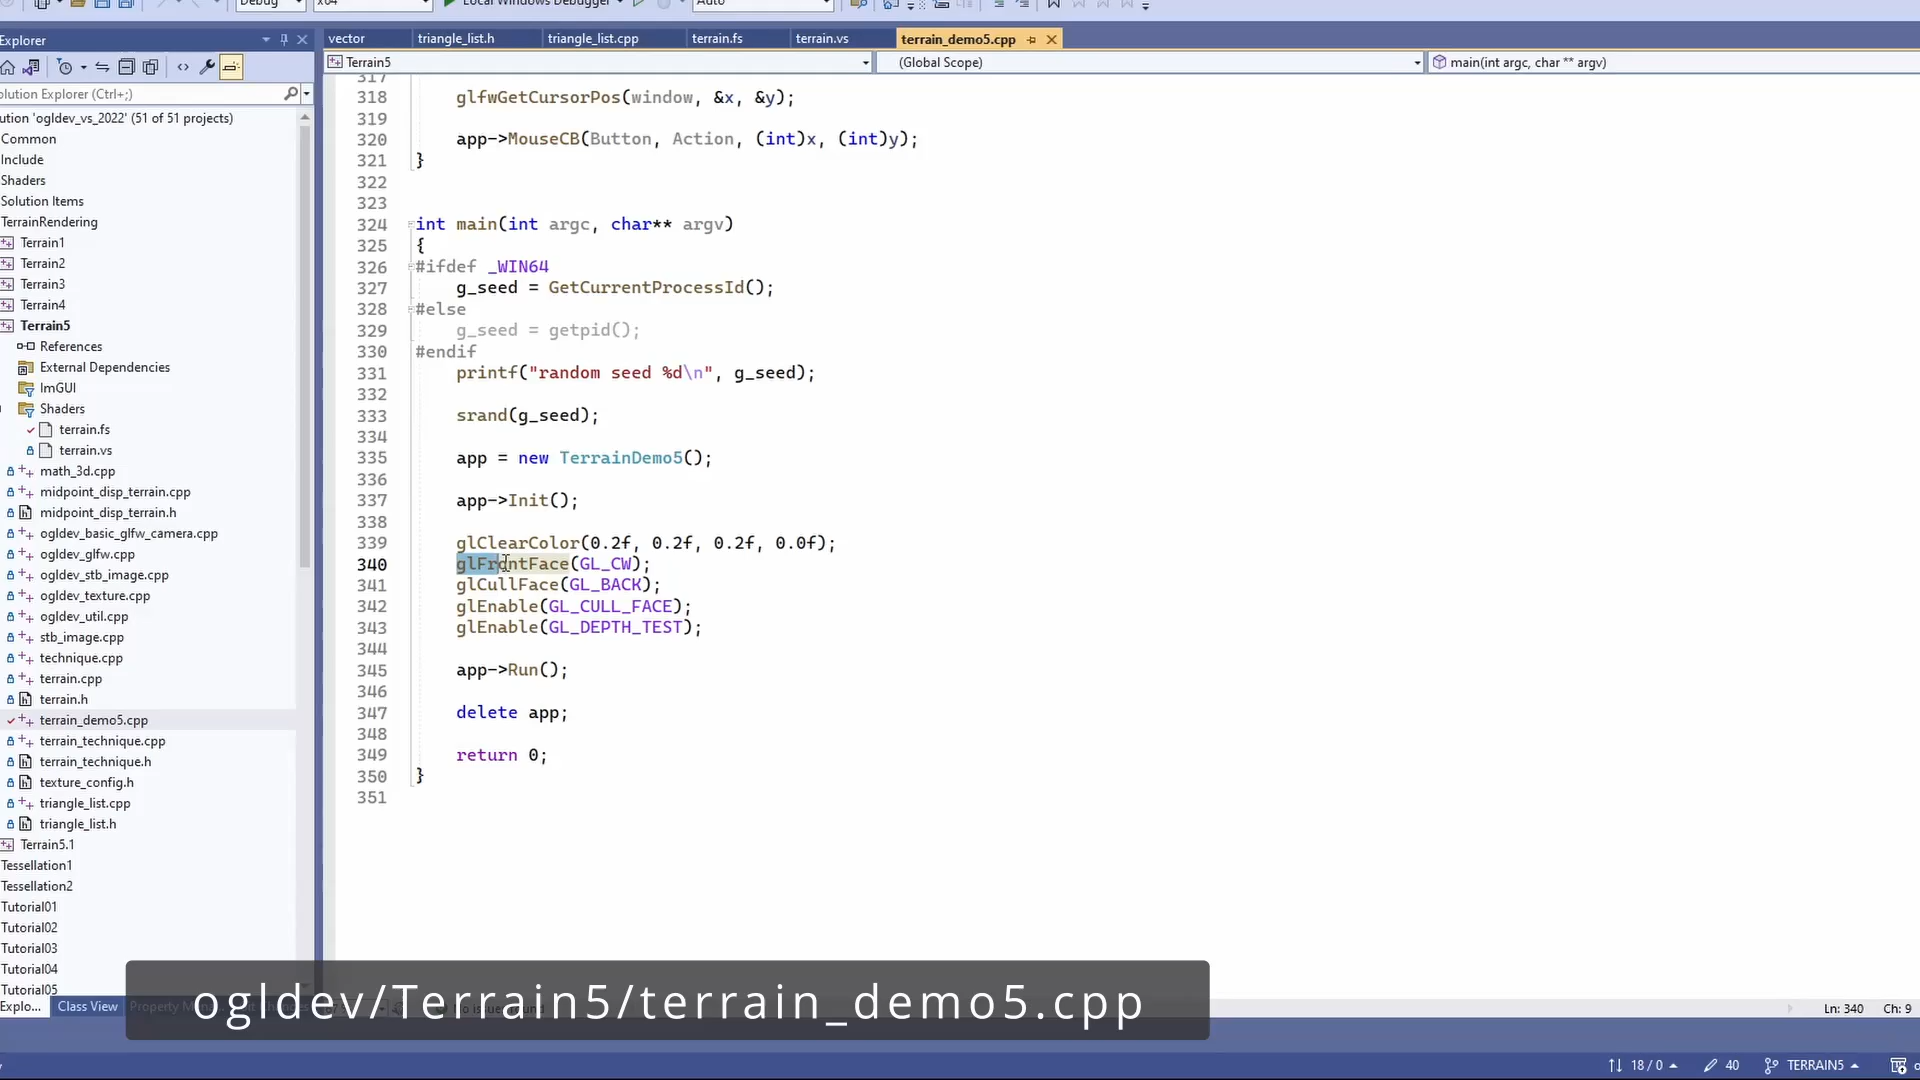 Debug x64 Local Windows Debugger Auto
Explorer
vector triangle_list.h triangle_list.cpp terrain.fs terrain.vs terrain_demo5.cpp
Terrain5 (Global Scope) main(int argc, char ** argv)
olution Explorer (Ctrl+;)
ution 'ogldev_vs_2022' (51 of 51 projects)
Common
Include
Shaders
Solution Items
TerrainRendering
Terrain1
Terrain2
Terrain3
Terrain4
Terrain5
References
External Dependencies
ImGUI
Shaders
terrain.fs
terrain.vs
math_3d.cpp
midpoint_disp_terrain.cpp
midpoint_disp_terrain.h
ogldev_basic_glfw_camera.cpp
ogldev_glfw.cpp
ogldev_stb_image.cpp
ogldev_texture.cpp
ogldev_util.cpp
stb_image.cpp
technique.cpp
terrain.cpp
terrain.h
terrain_demo5.cpp
terrain_technique.cpp
terrain_technique.h
texture_config.h
triangle_list.cpp
triangle_list.h
Terrain5.1
Tessellation1
Tessellation2
Tutorial01
Tutorial02
Tutorial03
Tutorial04
Tutorial05
317
318 glfwGetCursorPos(window, &x, &y);
319
320 app->MouseCB(Button, Action, (int)x, (int)y);
321 }
322
323
324 int main(int argc, char** argv)
325 {
326 #ifdef _WIN64
327 g_seed = GetCurrentProcessId();
328 #else
329 g_seed = getpid();
330 #endif
331 printf("random seed %d\n", g_seed);
332
333 srand(g_seed);
334
335 app = new TerrainDemo5();
336
337 app->Init();
338
339 glClearColor(0.2f, 0.2f, 0.2f, 0.0f);
340 glFrontFace(GL_CW);
341 glCullFace(GL_BACK);
342 glEnable(GL_CULL_FACE);
343 glEnable(GL_DEPTH_TEST);
344
345 app->Run();
346
347 delete app;
348
349 return 0;
350 }
351
Explo... Class View Property
ogldev/Terrain5/terrain_demo5.cpp
Ln: 340 Ch: 9
18 / 0 40 TERRAIN5